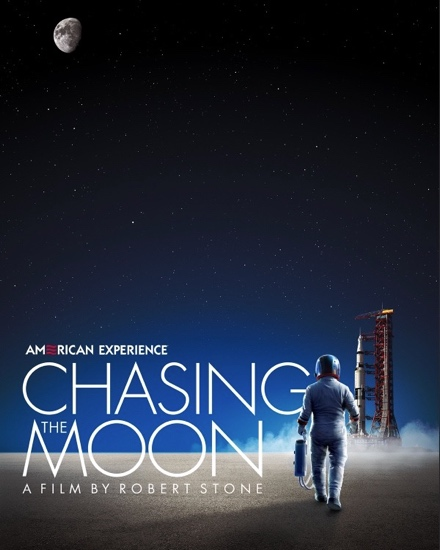 AMERICAN EXPERIENCE
CHASING
THE
MOON
A FILM BY ROBERT STONE